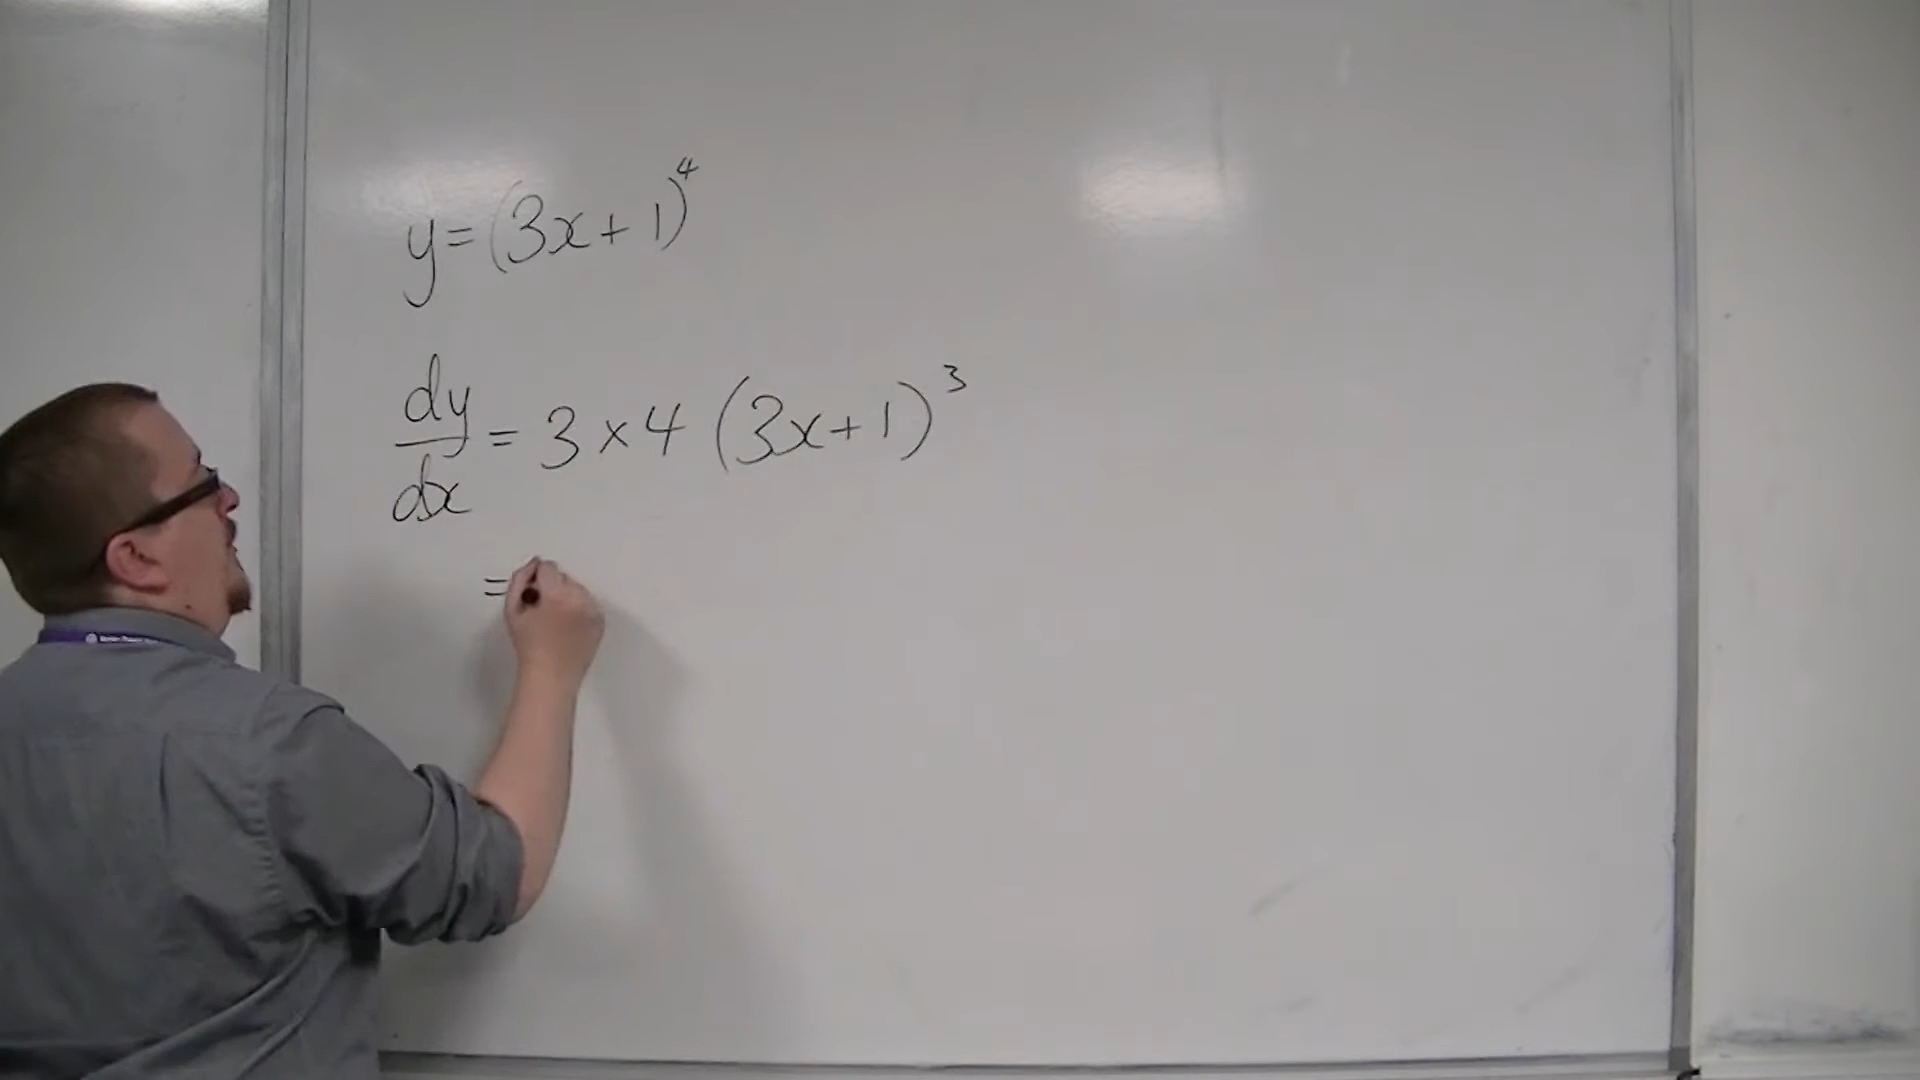 y = (3x + 1)⁴
dy/dx = 3 × 4 (3x + 1)³
=